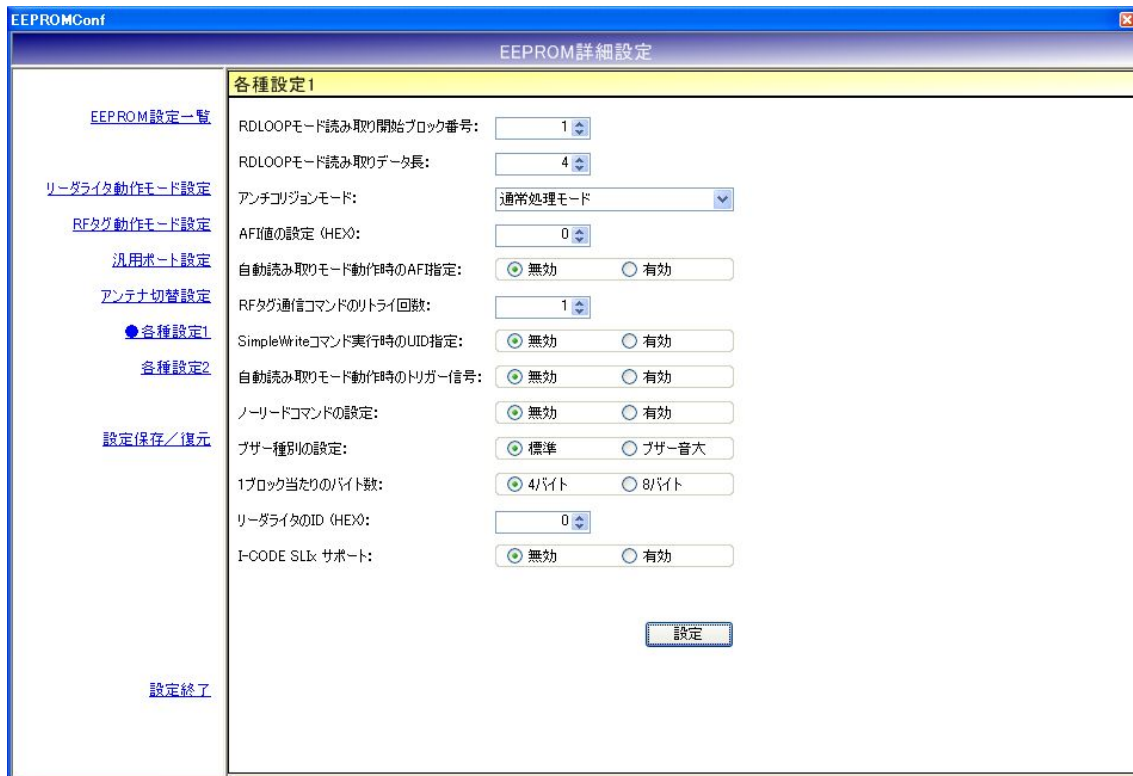 EEPROMConf
EEPROM詳細設定
EEPROM設定一覧
リーダライタ動作モード設定
RFタグ動作モード設定
汎用ポート設定
アンテナ切替設定
●各種設定1
各種設定2
設定保存／復元
設定終了
各種設定1
RDLOOPモード読み取り開始ブロック番号: 1
RDLOOPモード読み取りデータ長: 4
アンチコリジョンモード: 通常処理モード
AFI値の設定 (HEX): 0
自動読み取りモード動作時のAFI指定: 無効 有効
RFタグ通信コマンドのリトライ回数: 1
SimpleWriteコマンド実行時のUID指定: 無効 有効
自動読み取りモード動作時のトリガー信号: 無効 有効
ノーリードコマンドの設定: 無効 有効
ブザー種別の設定: 標準 ブザー音大
1ブロック当たりのバイト数: 4バイト 8バイト
リーダライタのID (HEX): 0
I-CODE SLIx サポート: 無効 有効
設定